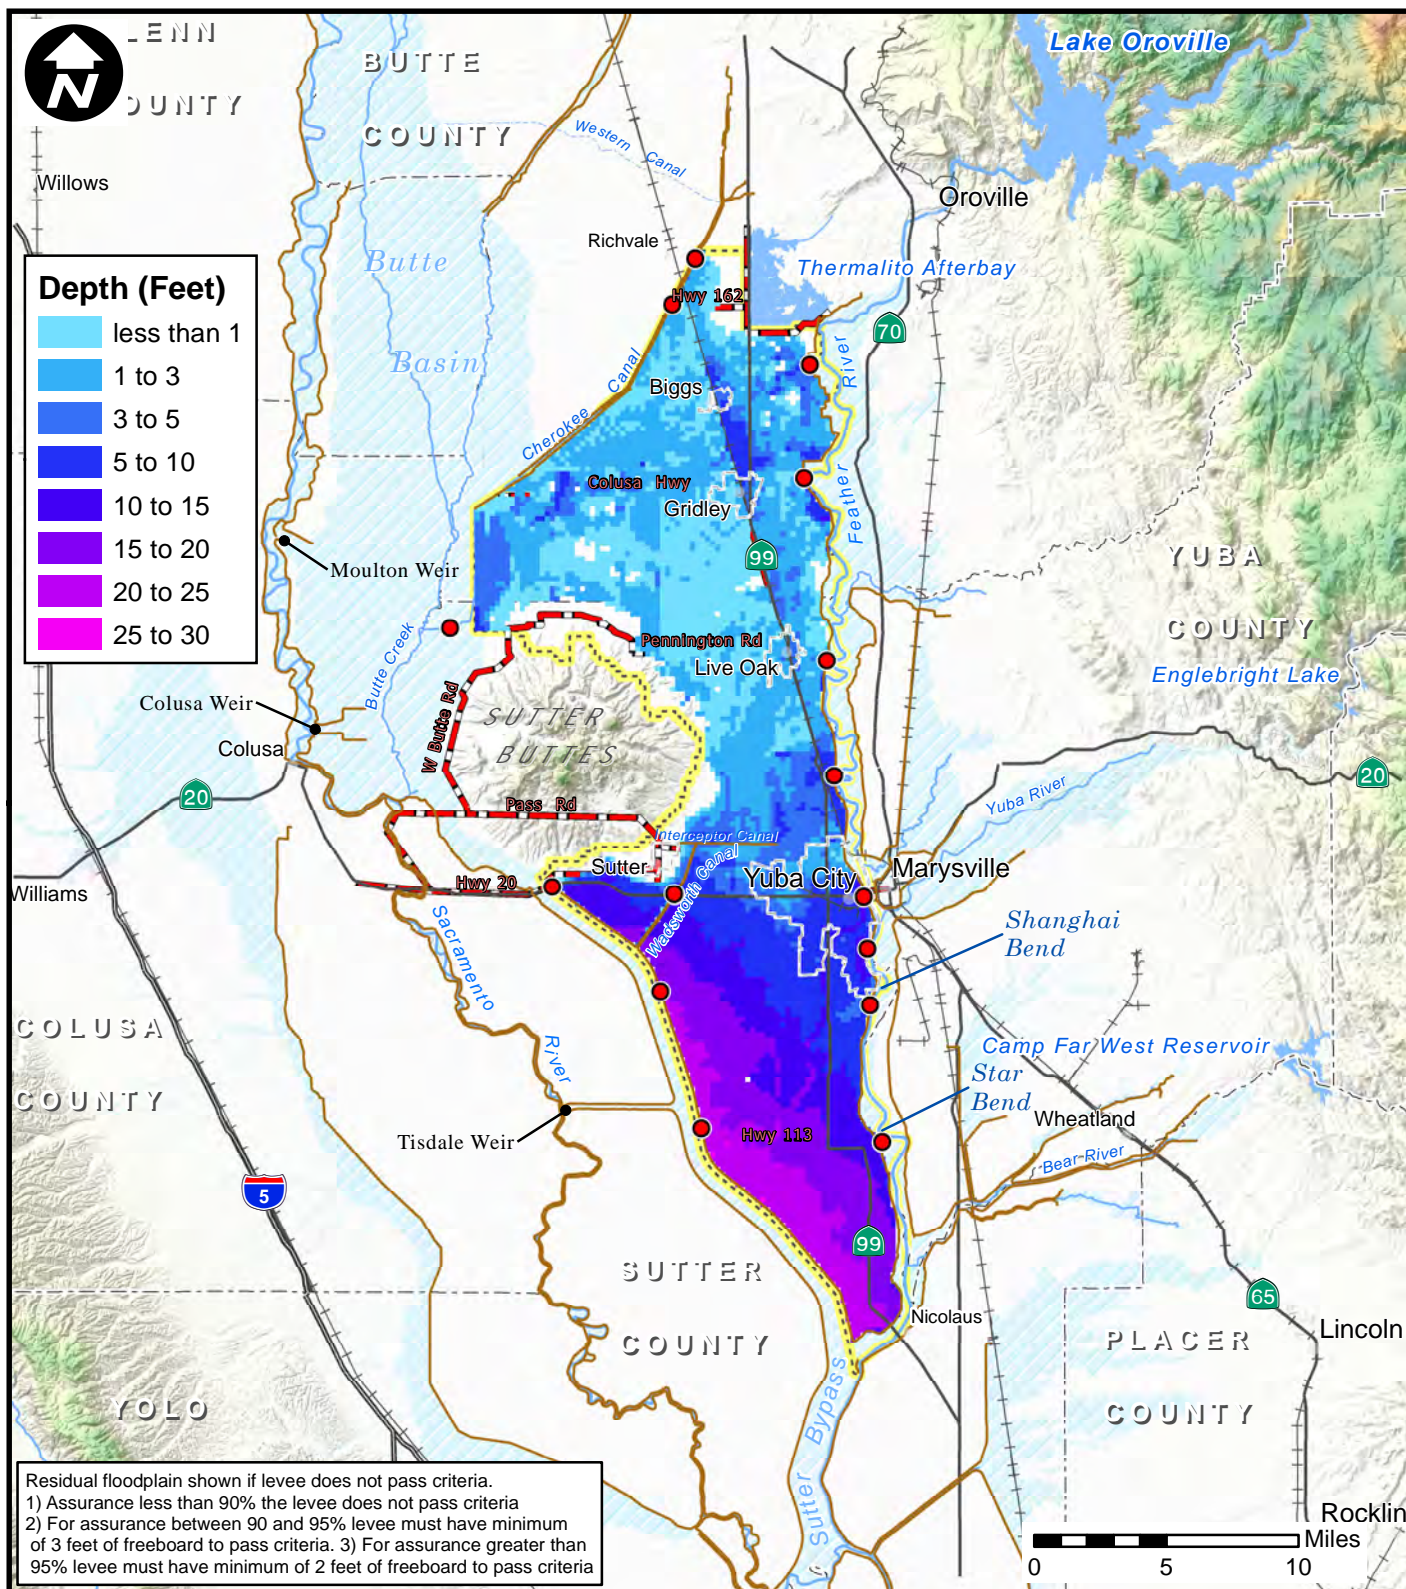 N
LENN
OUNTY
BUTTE
COUNTY
Lake Oroville
Western Canal
Willows
Oroville
Richvale
Thermalito Afterbay
Hwy 162
70
Butte
Basin
Depth (Feet)
less than 1
1 to 3
3 to 5
5 to 10
10 to 15
15 to 20
20 to 25
25 to 30
Feather River
Cherokee Canal
Biggs
Colusa Hwy
Gridley
99
YUBA
COUNTY
Moulton Weir
Butte Creek
Pennington Rd
Live Oak
Englebright Lake
Colusa Weir
Colusa
W Butte Rd
SUTTER
BUTTES
20
Pass Rd
Yuba River
20
Interceptor Canal
Wadsworth Canal
Sutter
Yuba City
Marysville
Williams
Hwy 20
Sacramento River
Shanghai
Bend
COLUSA
COUNTY
Camp Far West Reservoir
Star
Bend
Wheatland
Tisdale Weir
Hwy 113
Bear River
5
99
SUTTER
COUNTY
65
Nicolaus
PLACER
COUNTY
Lincoln
YOLO
Sutter Bypass
Residual floodplain shown if levee does not pass criteria.
1) Assurance less than 90% the levee does not pass criteria
2) For assurance between 90 and 95% levee must have minimum
of 3 feet of freeboard to pass criteria. 3) For assurance greater than
95% levee must have minimum of 2 feet of freeboard to pass criteria
Rocklin
Miles
0 5 10